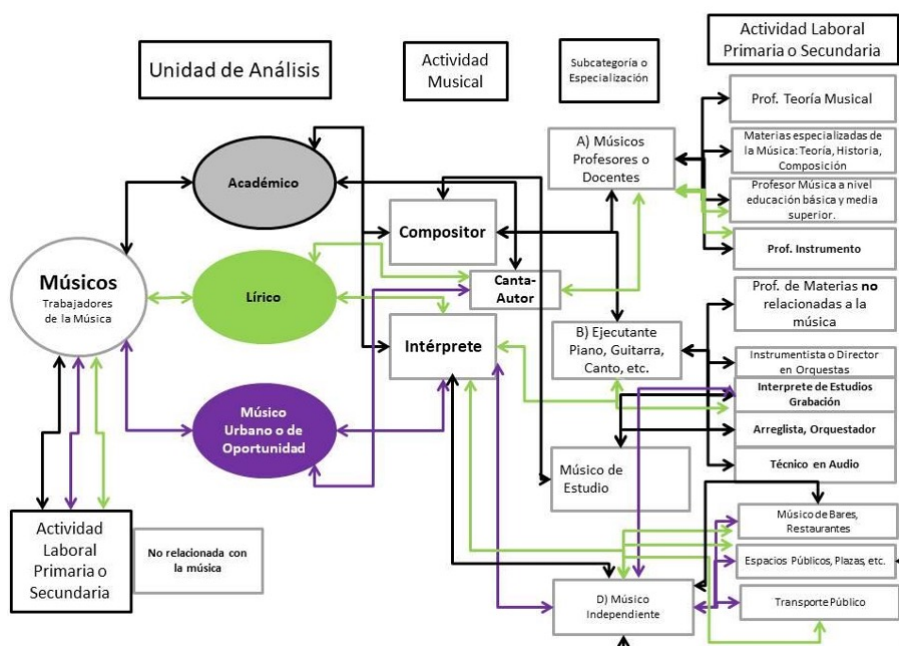 Unidad de Análisis
Actividad
Musical
Subcategoría o
Especialización
Actividad Laboral
Primaria o Secundaria
Músicos
Trabajadores
de la Música
Académico
Lírico
Músico
Urbano o de
Oportunidad
Actividad
Laboral
Primaria o
Secundaria
No relacionada con
la música
Compositor
Canta-
Autor
Intérprete
A) Músicos
Profesores o
Docentes
B) Ejecutante
Piano, Guitarra,
Canto, etc.
Músico de
Estudio
D) Músico
Independiente
Prof. Teoría Musical
Materias especializadas de
la Música: Teoría, Historia,
Composición
Profesor Música a nivel
educación básica y media
superior.
Prof. Instrumento
Prof. de Materias no
relacionadas a la
música
Instrumentista o Director
en Orquestas
Interprete de Estudios
Grabación
Arreglista, Orquestador
Técnico en Audio
Músico de Bares,
Restaurantes
Espacios Públicos, Plazas, etc.
Transporte Público